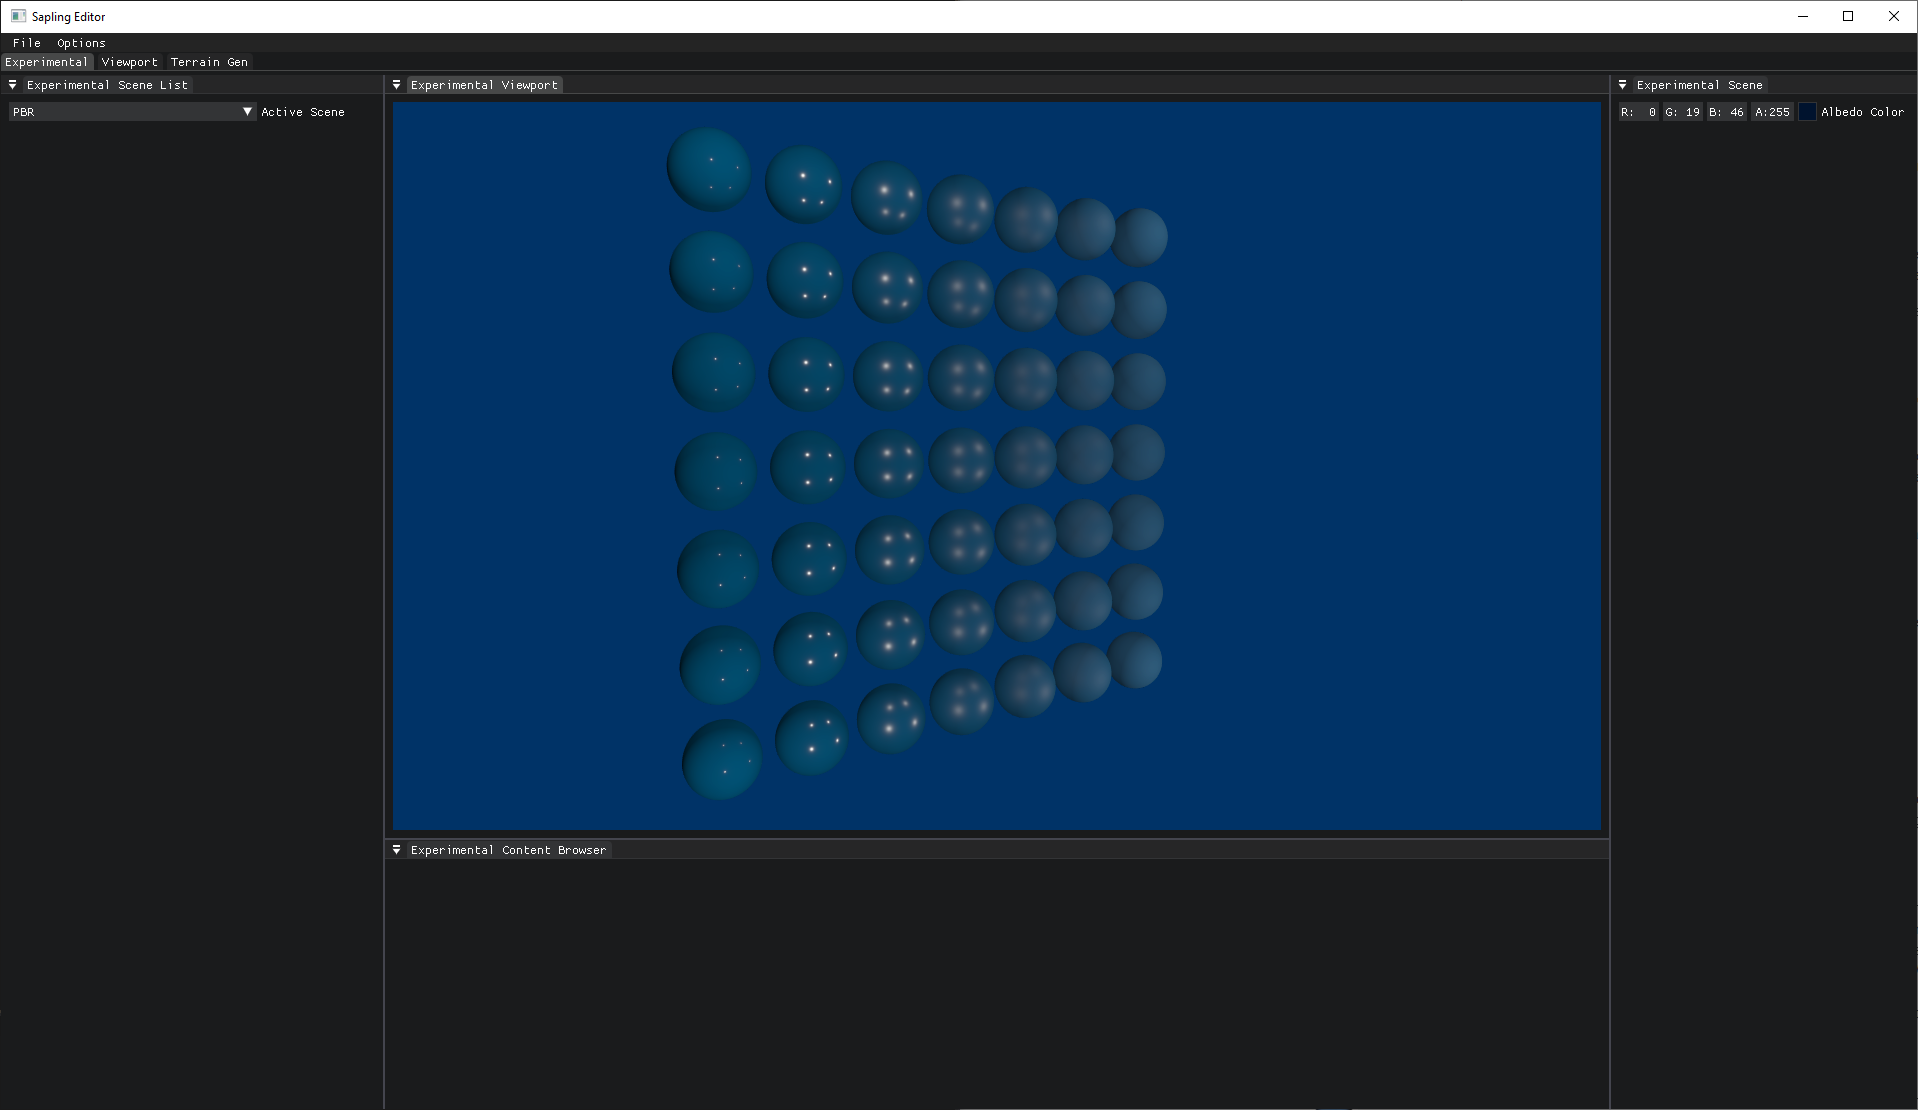 Sapling Editor
File Options
Experimental Viewport Terrain Gen
Experimental Scene List
PBR Active Scene
Experimental Viewport
Experimental Scene
R: 0 G: 19 B: 46 A:255 Albedo Color
Experimental Content Browser